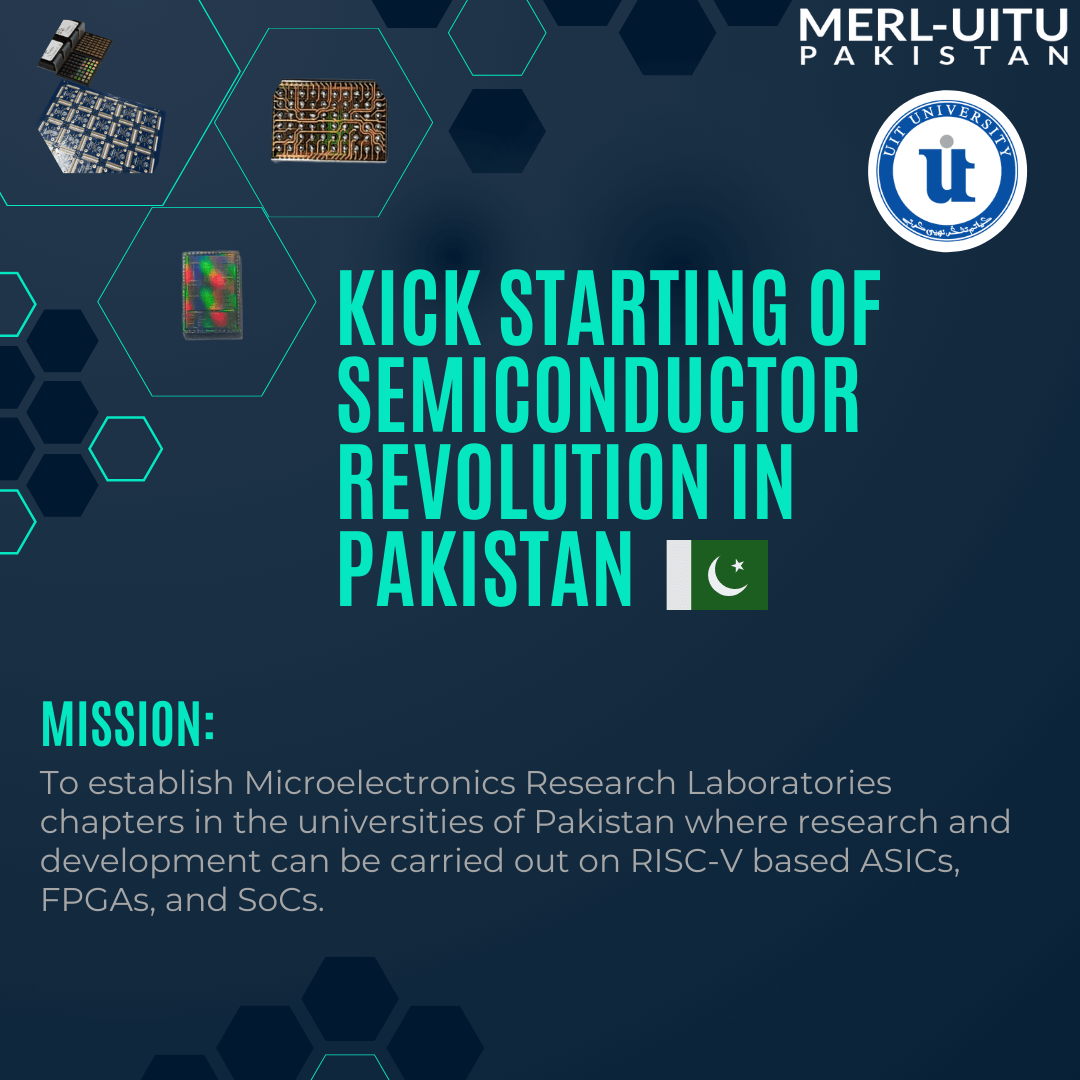 MERL-UITU
PAKISTAN
UIT UNIVERSITY
uit
KICK STARTING OF
SEMICONDUCTOR
REVOLUTION IN
PAKISTAN
MISSION:
To establish Microelectronics Research Laboratories
chapters in the universities of Pakistan where research and
development can be carried out on RISC-V based ASICs,
FPGAs, and SoCs.